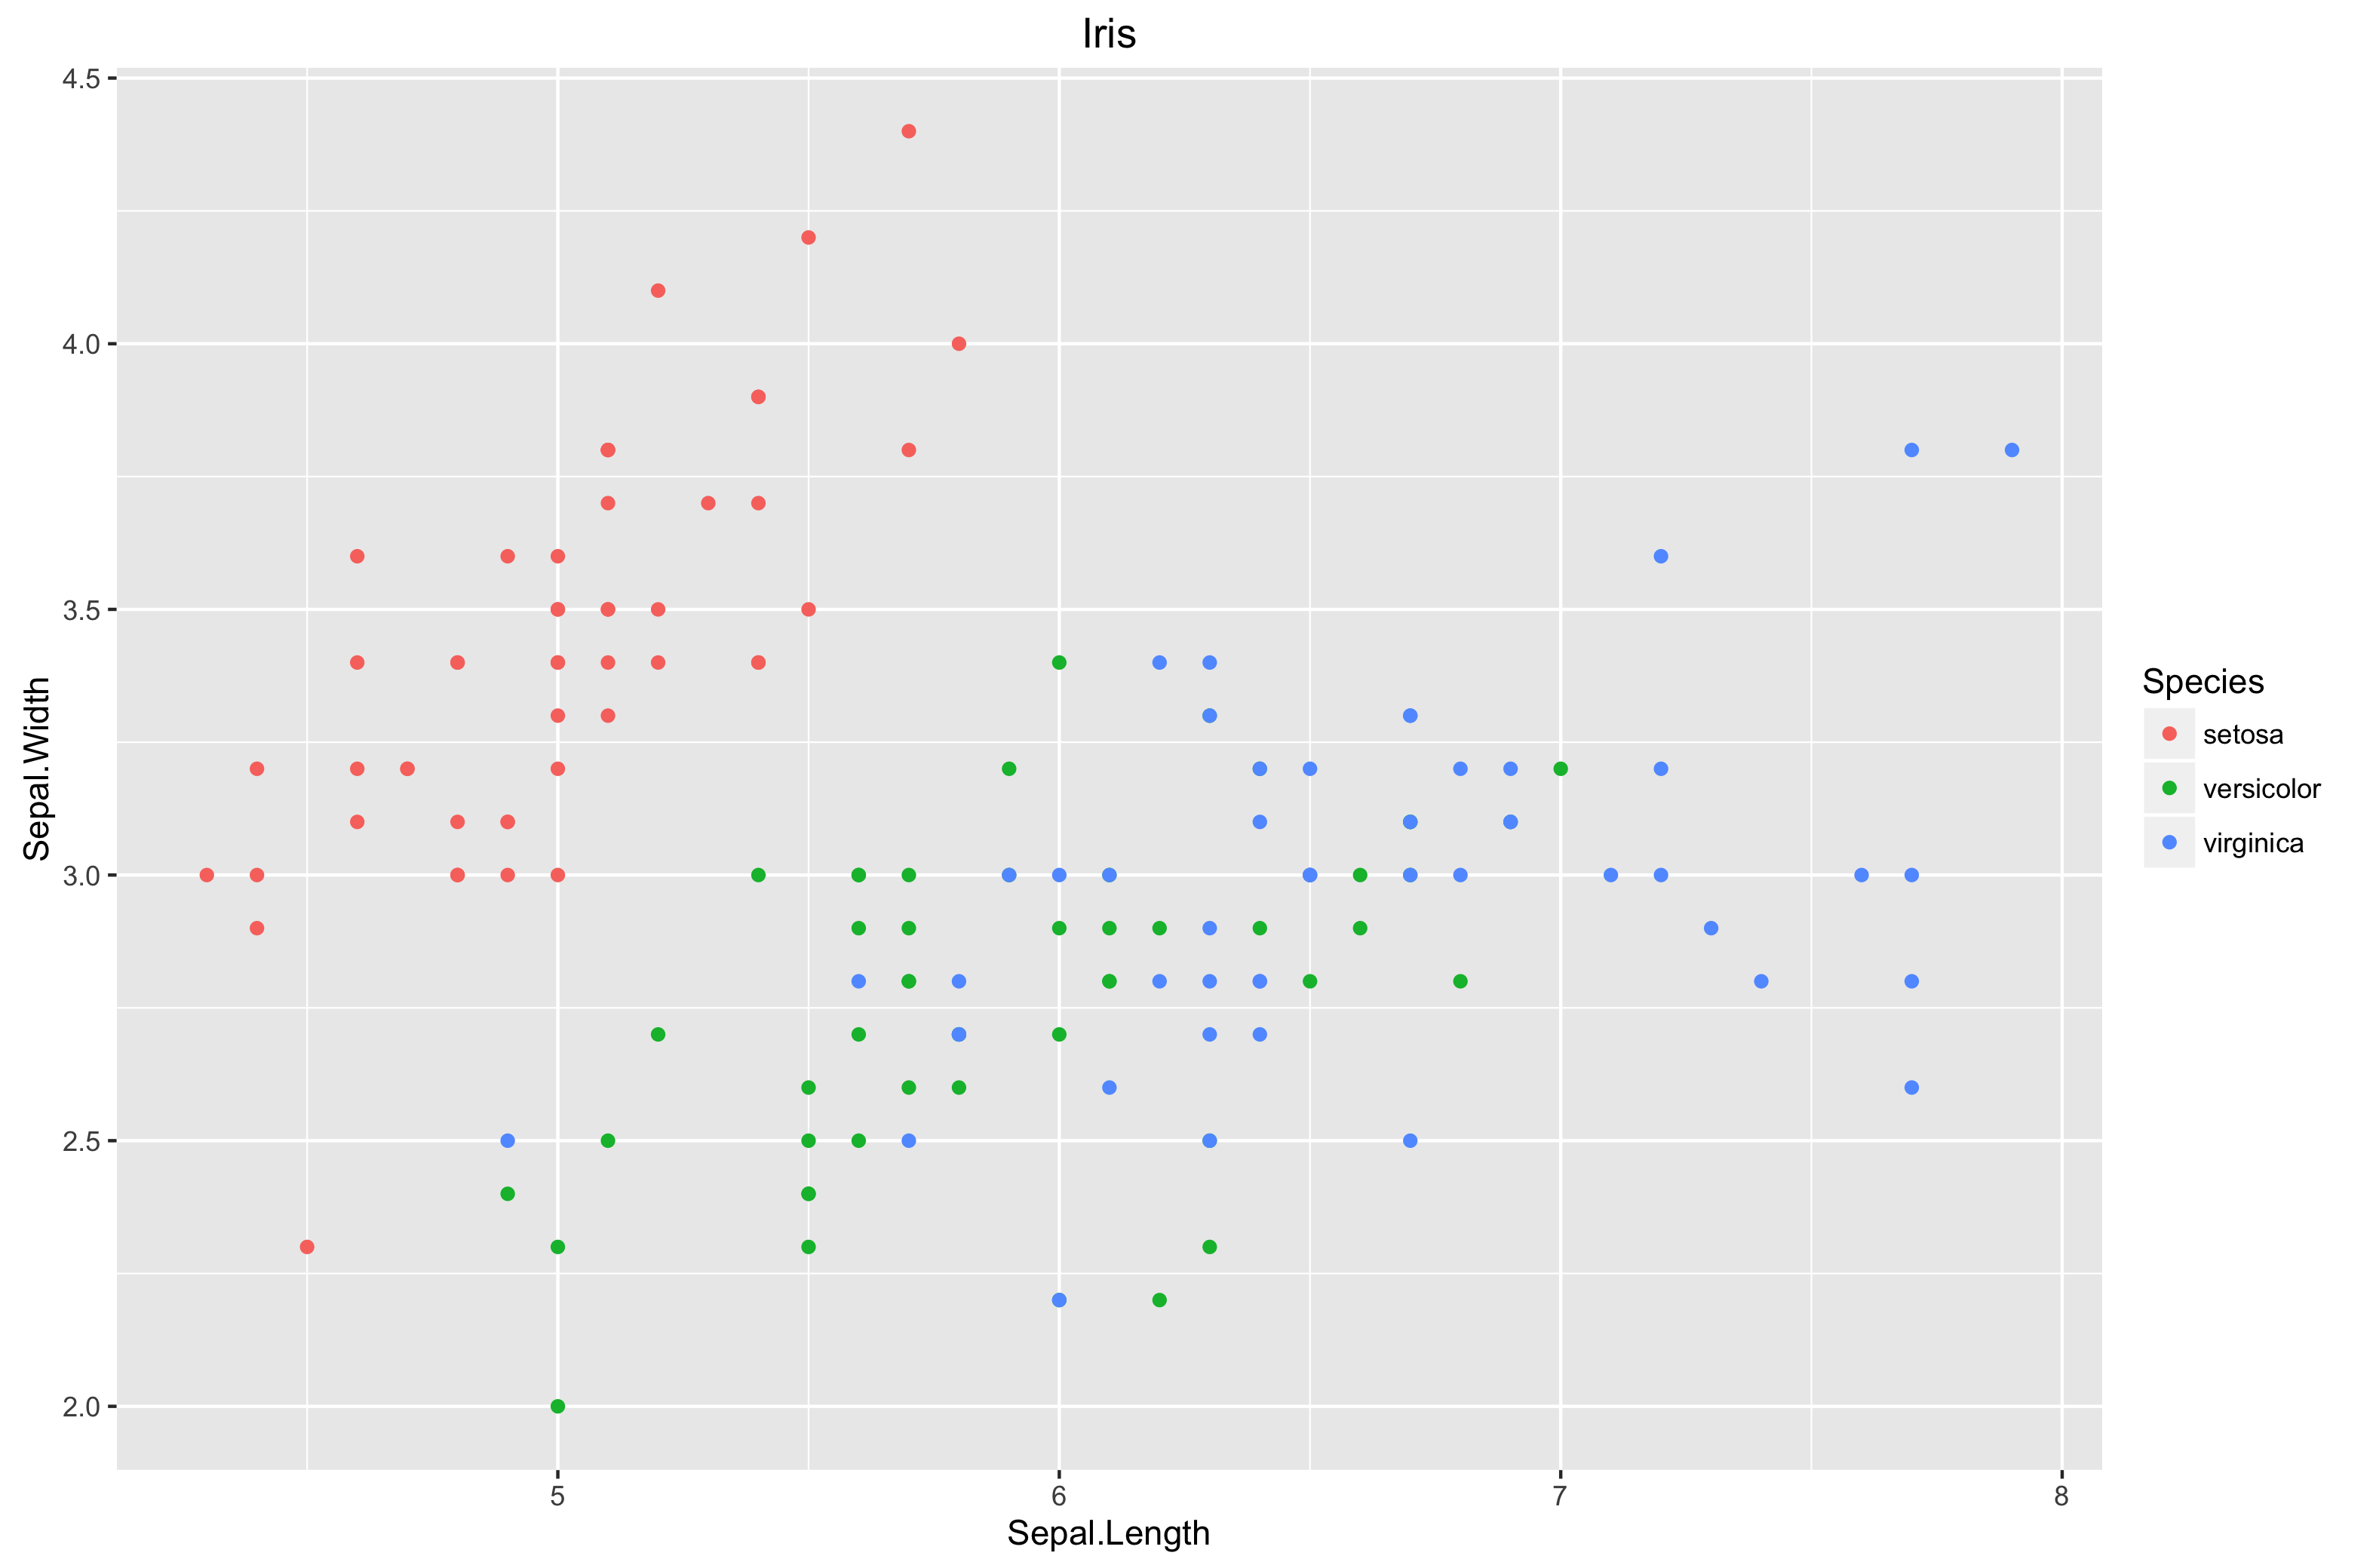 Iris
4.5
4.0
3.5
3.0
2.5
2.0
Sepal.Width
5 6 7 8
Sepal.Length
Species
setosa
versicolor
virginica